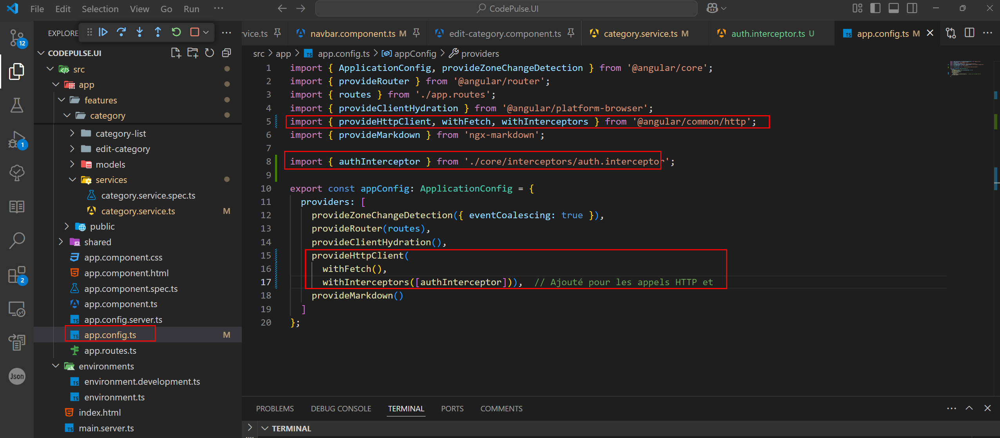 File Edit Selection View Go Run ··· CodePulse.UI
EXPLORE
rvice.ts navbar.component.ts M edit-category.component.ts category.service.ts M auth.interceptor.ts U TS app.config.ts M
12
1
2
Json
CODEPULSE.UI
src
app
features
category
category-list
edit-category
models
services
category.service.spec.ts
category.service.ts M
public
shared
app.component.css
app.component.html
app.component.spec.ts
app.component.ts
TS app.config.server.ts
TS app.config.ts M
app.routes.ts
environments
TS environment.development.ts
TS environment.ts
index.html
TS main.server.ts
src > app > TS app.config.ts > appConfig > providers
1 import { ApplicationConfig, provideZoneChangeDetection } from '@angular/core';
2 import { provideRouter } from '@angular/router';
3 import { routes } from './app.routes';
4 import { provideClientHydration } from '@angular/platform-browser';
5 import { provideHttpClient, withFetch, withInterceptors } from '@angular/common/http';
6 import { provideMarkdown } from 'ngx-markdown';
7
8 import { authInterceptor } from './core/interceptors/auth.interceptor';
9
10 export const appConfig: ApplicationConfig = {
11 providers: [
12 provideZoneChangeDetection({ eventCoalescing: true }),
13 provideRouter(routes),
14 provideClientHydration(),
15 provideHttpClient(
16 withFetch(),
17 withInterceptors([authInterceptor])), // Ajouté pour les appels HTTP et
18 provideMarkdown()
19 ]
20 };
PROBLEMS DEBUG CONSOLE TERMINAL PORTS COMMENTS
TERMINAL